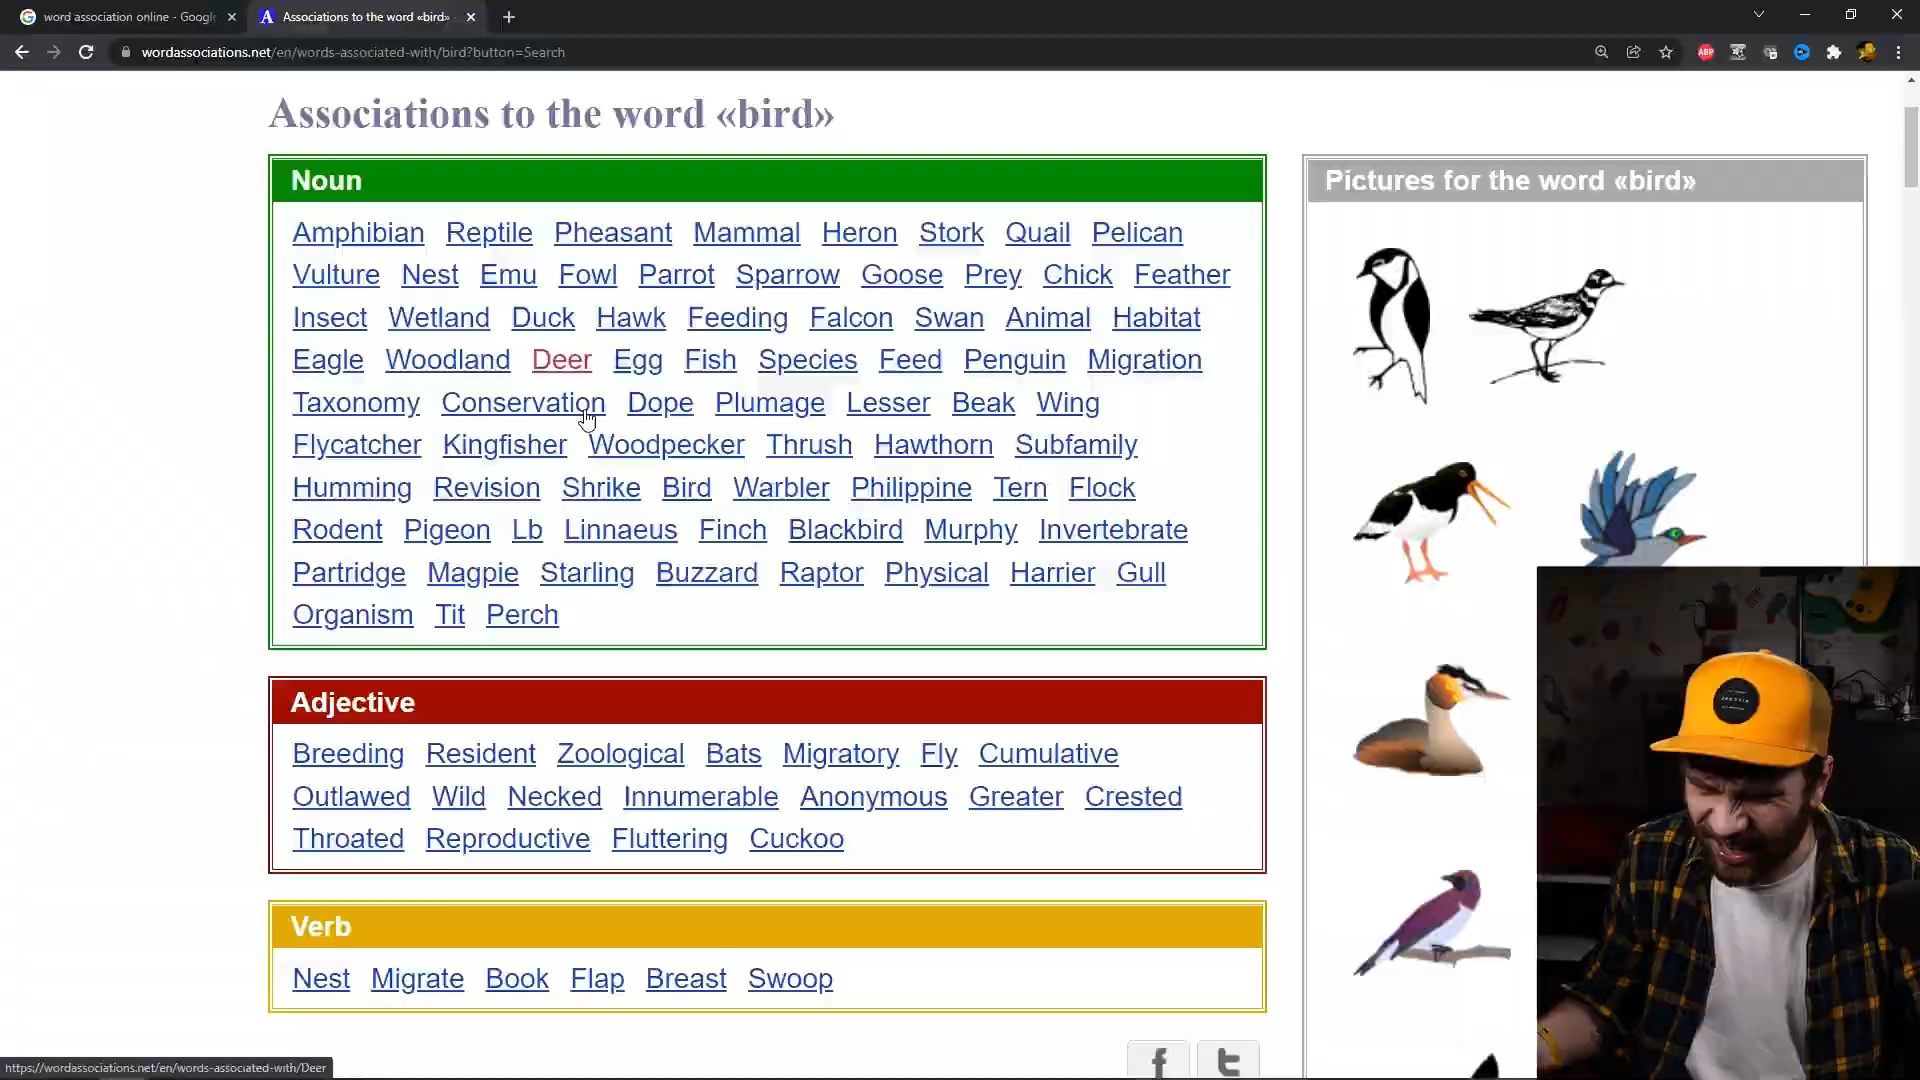 word association online - Googl
Associations to the word «bird»
wordassociations.net/en/words-associated-with/bird?button=Search
ABP
Associations to the word «bird»
Noun
Amphibian Reptile Pheasant Mammal Heron Stork Quail Pelican
Vulture Nest Emu Fowl Parrot Sparrow Goose Prey Chick Feather
Insect Wetland Duck Hawk Feeding Falcon Swan Animal Habitat
Eagle Woodland Deer Egg Fish Species Feed Penguin Migration
Taxonomy Conservation Dope Plumage Lesser Beak Wing
Flycatcher Kingfisher Woodpecker Thrush Hawthorn Subfamily
Humming Revision Shrike Bird Warbler Philippine Tern Flock
Rodent Pigeon Lb Linnaeus Finch Blackbird Murphy Invertebrate
Partridge Magpie Starling Buzzard Raptor Physical Harrier Gull
Organism Tit Perch
Pictures for the word «bird»
Adjective
Breeding Resident Zoological Bats Migratory Fly Cumulative
Outlawed Wild Necked Innumerable Anonymous Greater Crested
Throated Reproductive Fluttering Cuckoo
Verb
Nest Migrate Book Flap Breast Swoop
https://wordassociations.net/en/words-associated-with/Deer